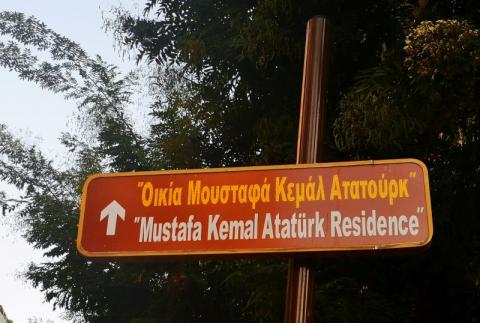 "Οικία Μουσταφά Κεμάλ Ατατούρκ"
"Mustafa Kemal Atatürk Residence"